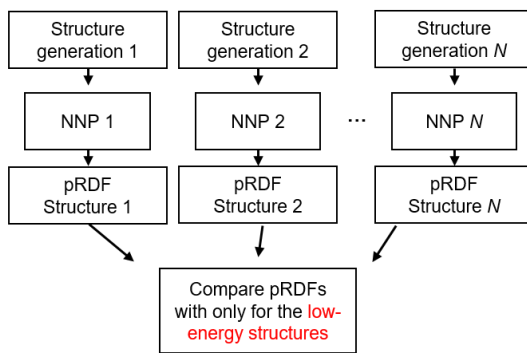 Structure
generation 1
Structure
generation 2
Structure
generation N
NNP 1
NNP 2
...
NNP N
pRDF
Structure 1
pRDF
Structure 2
pRDF
Structure N
Compare pRDFs
with only for the low-
energy structures